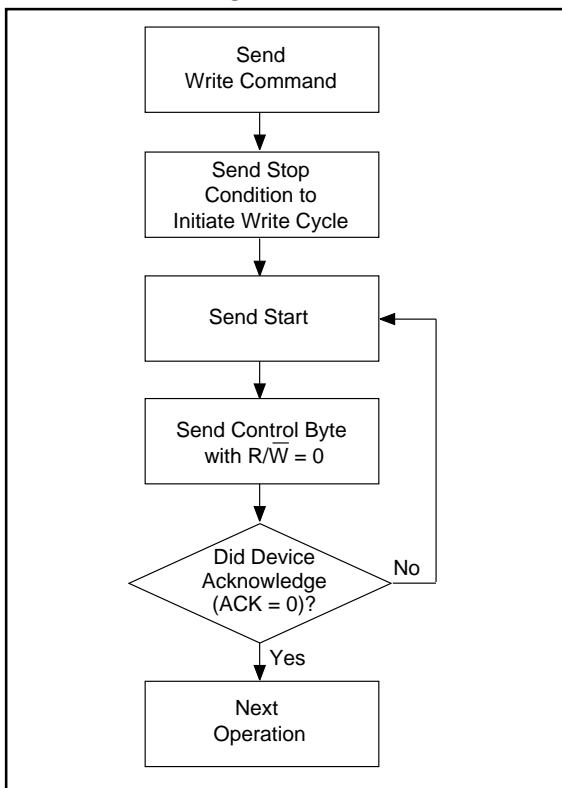 Send
Write Command
Send Stop
Condition to
Initiate Write Cycle
Send Start
Send Control Byte
with R/W̅ = 0
Did Device
Acknowledge
(ACK = 0)?
No
Yes
Next
Operation